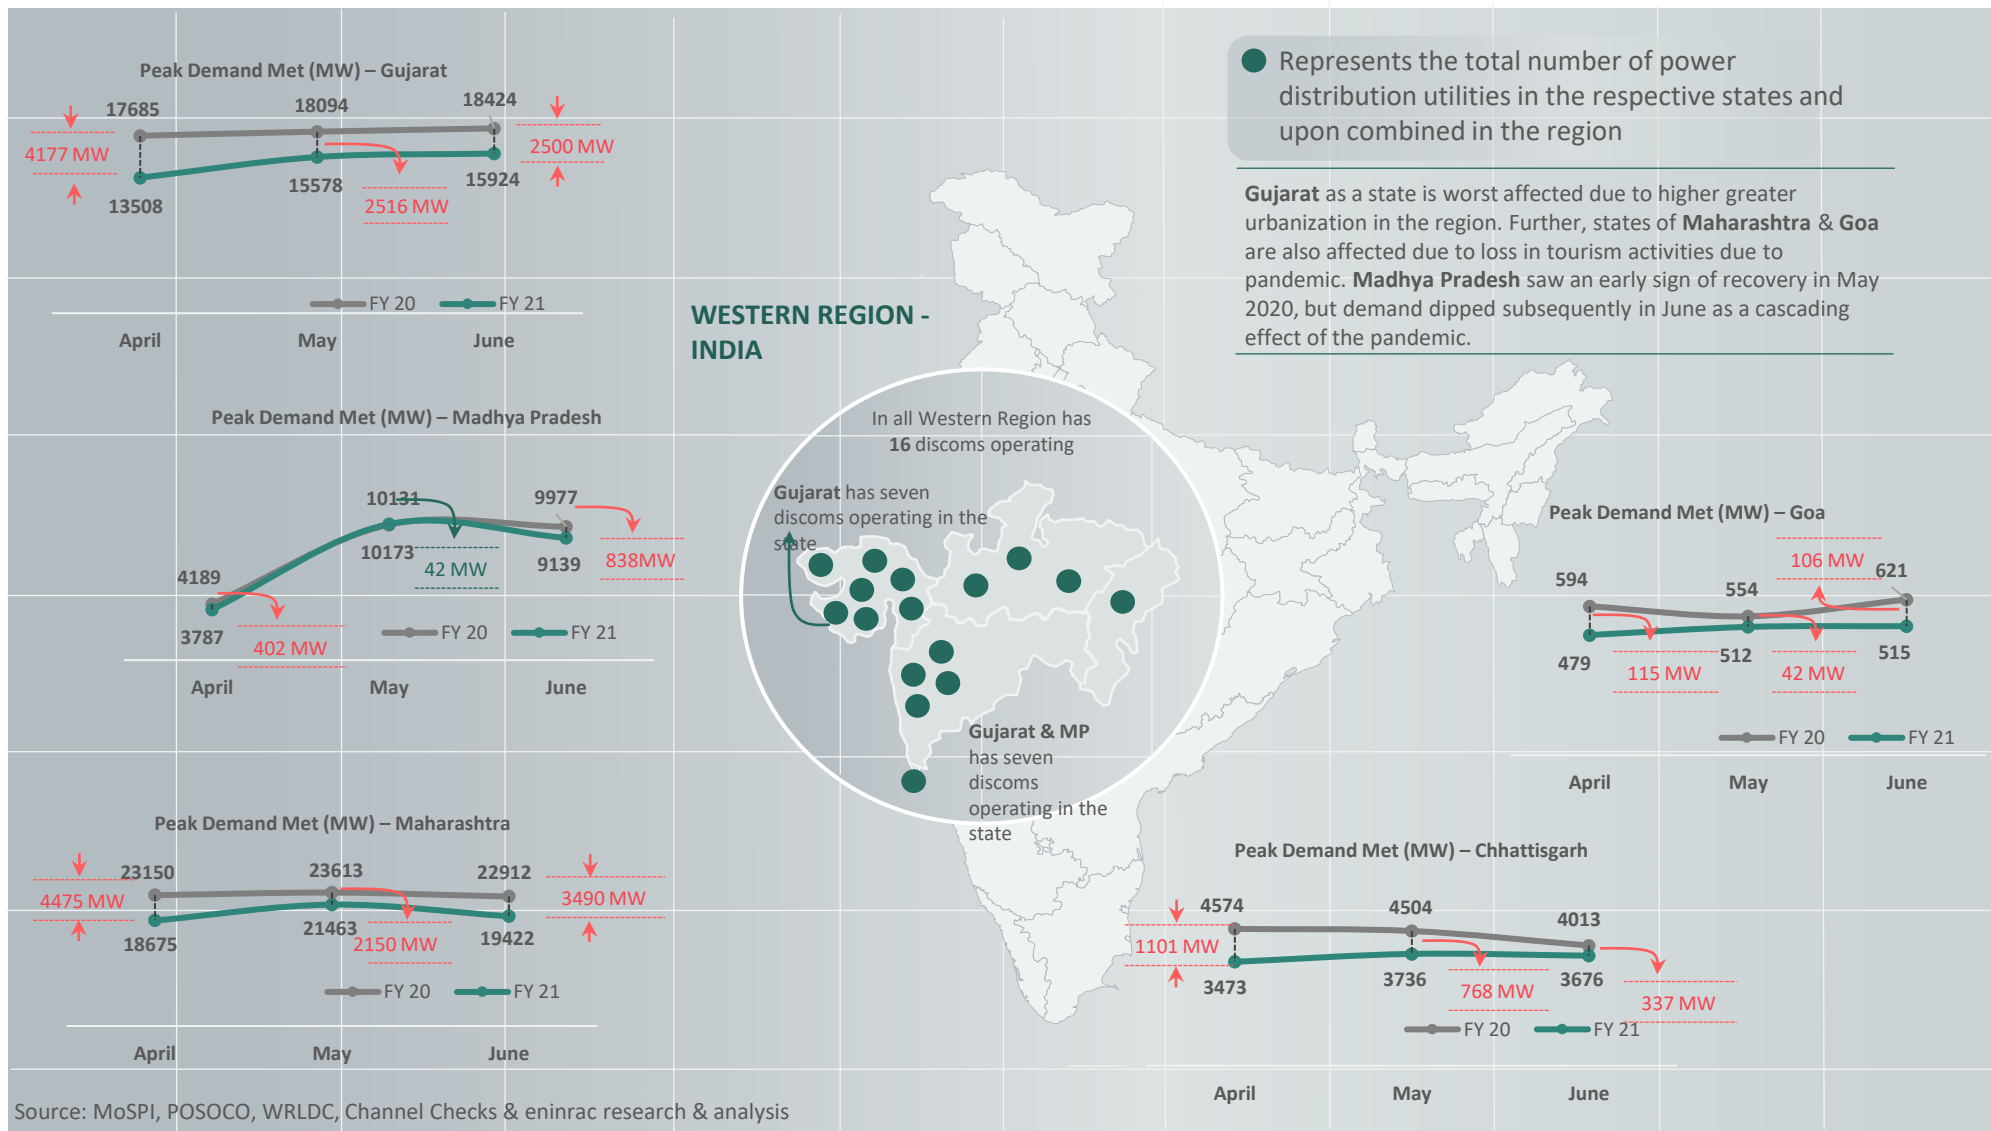 Peak Demand Met (MW) – Gujarat
17685
18094
18424
4177 MW
2500 MW
13508
15578
15924
2516 MW
FY 20
FY 21
April
May
June
Represents the total number of power
distribution utilities in the respective states and
upon combined in the region
Gujarat as a state is worst affected due to higher greater
urbanization in the region. Further, states of Maharashtra & Goa
are also affected due to loss in tourism activities due to
pandemic. Madhya Pradesh saw an early sign of recovery in May
2020, but demand dipped subsequently in June as a cascading
effect of the pandemic.
WESTERN REGION -
INDIA
In all Western Region has
16 discoms operating
Gujarat has seven
discoms operating in the
state
Gujarat & MP
has seven
discoms
operating in the
state
Peak Demand Met (MW) – Madhya Pradesh
10131
9977
10173
9139
838MW
42 MW
4189
3787
402 MW
FY 20
FY 21
April
May
June
Peak Demand Met (MW) – Goa
106 MW
594
554
621
479
512
515
115 MW
42 MW
FY 20
FY 21
April
May
June
Peak Demand Met (MW) – Maharashtra
23150
23613
22912
4475 MW
3490 MW
18675
21463
19422
2150 MW
FY 20
FY 21
April
May
June
Peak Demand Met (MW) – Chhattisgarh
4574
4504
4013
1101 MW
3473
3736
3676
768 MW
337 MW
FY 20
FY 21
April
May
June
Source: MoSPI, POSOCO, WRLDC, Channel Checks & eninrac research & analysis